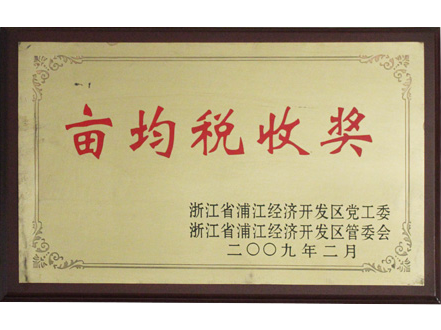 亩均税收奖
浙江省浦江经济开发区党工委
浙江省浦江经济开发区管委会
二〇〇九年二月